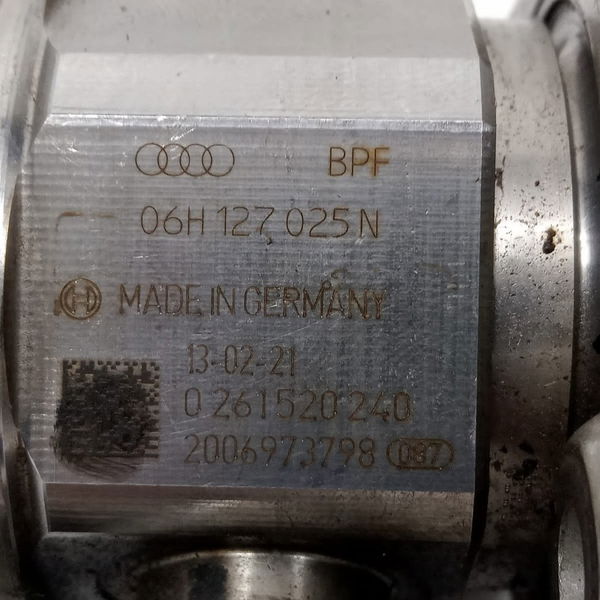 BPF
06H 127 025 N
MADE IN GERMANY
13-02-21
0 261 520 240
2006973798 087